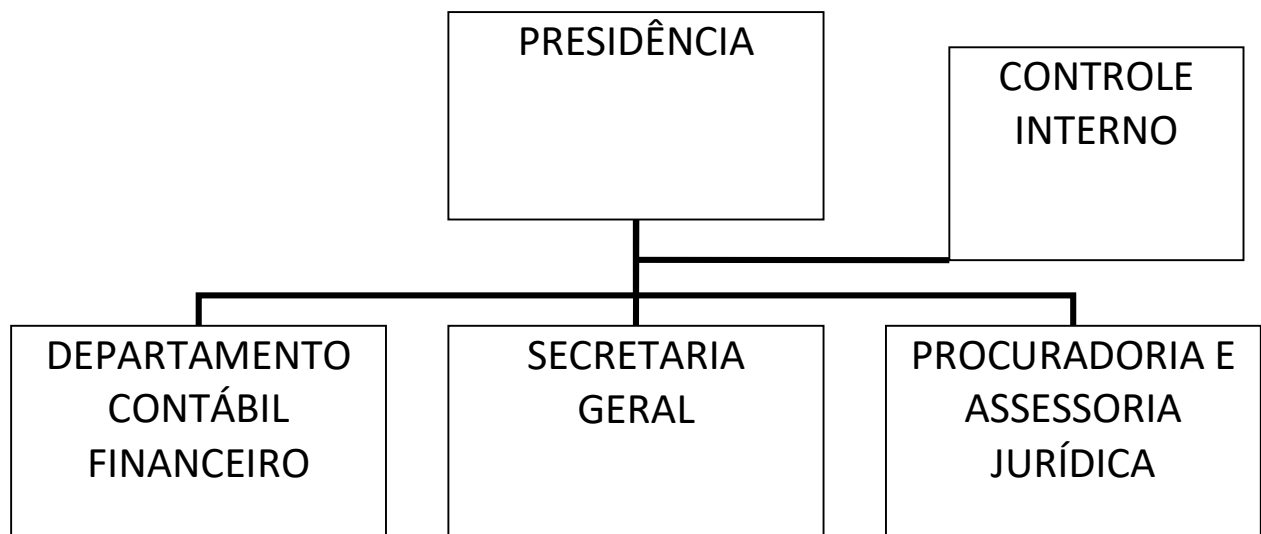 PRESIDÊNCIA
CONTROLE
INTERNO
DEPARTAMENTO
CONTÁBIL
FINANCEIRO
SECRETARIA
GERAL
PROCURADORIA E
ASSESSORIA
JURÍDICA